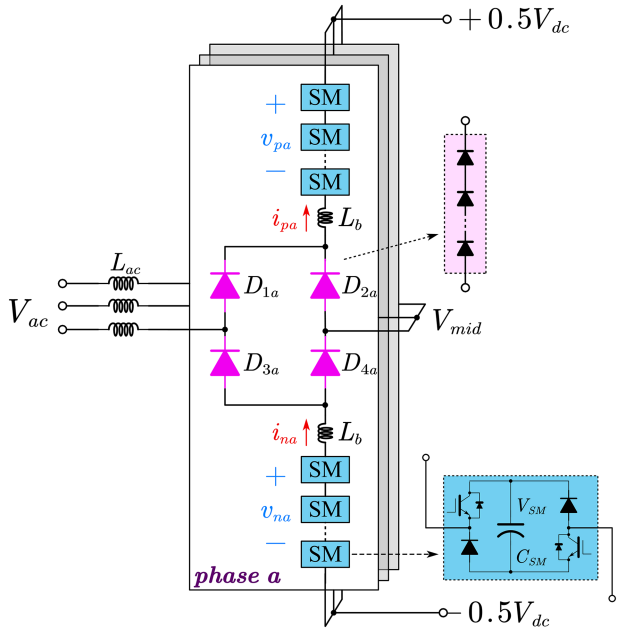 + 0.5V_dc
SM
+
v_pa
SM
−
SM
i_pa
L_b
L_ac
D_1a
D_2a
V_ac
V_mid
D_3a
D_4a
i_na
L_b
SM
+
v_na
SM
−
SM
V_SM
C_SM
phase a
− 0.5V_dc